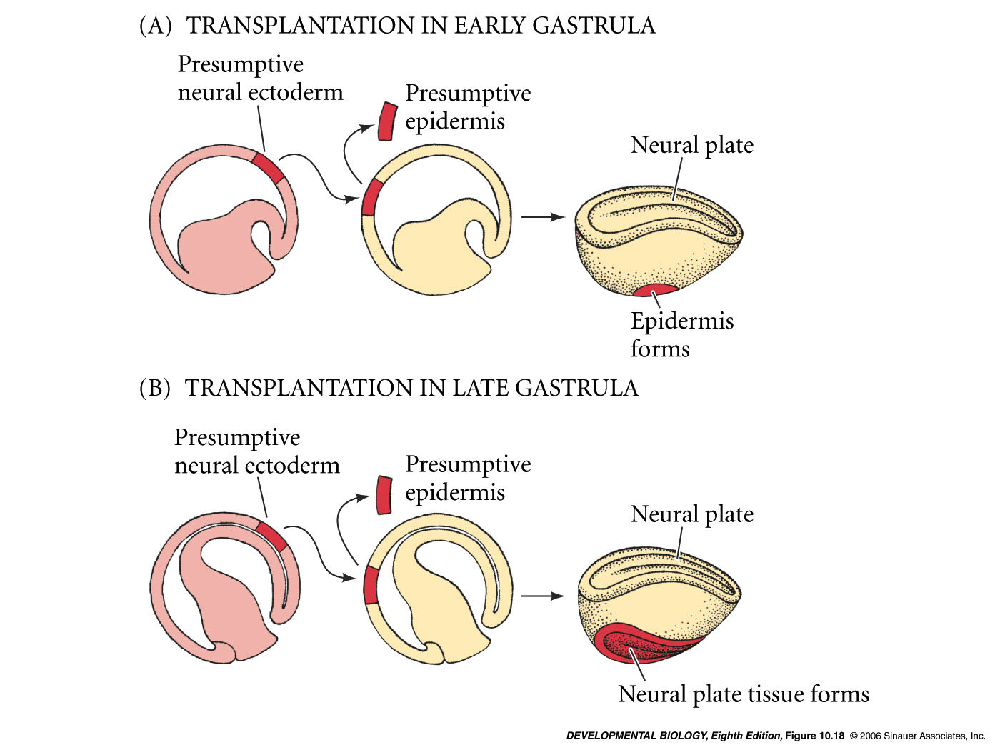 (A) TRANSPLANTATION IN EARLY GASTRULA
Presumptive
neural ectoderm
Presumptive
epidermis
Neural plate
Epidermis
forms
(B) TRANSPLANTATION IN LATE GASTRULA
Presumptive
neural ectoderm
Presumptive
epidermis
Neural plate
Neural plate tissue forms
DEVELOPMENTAL BIOLOGY, Eighth Edition, Figure 10.18 © 2006 Sinauer Associates, Inc.